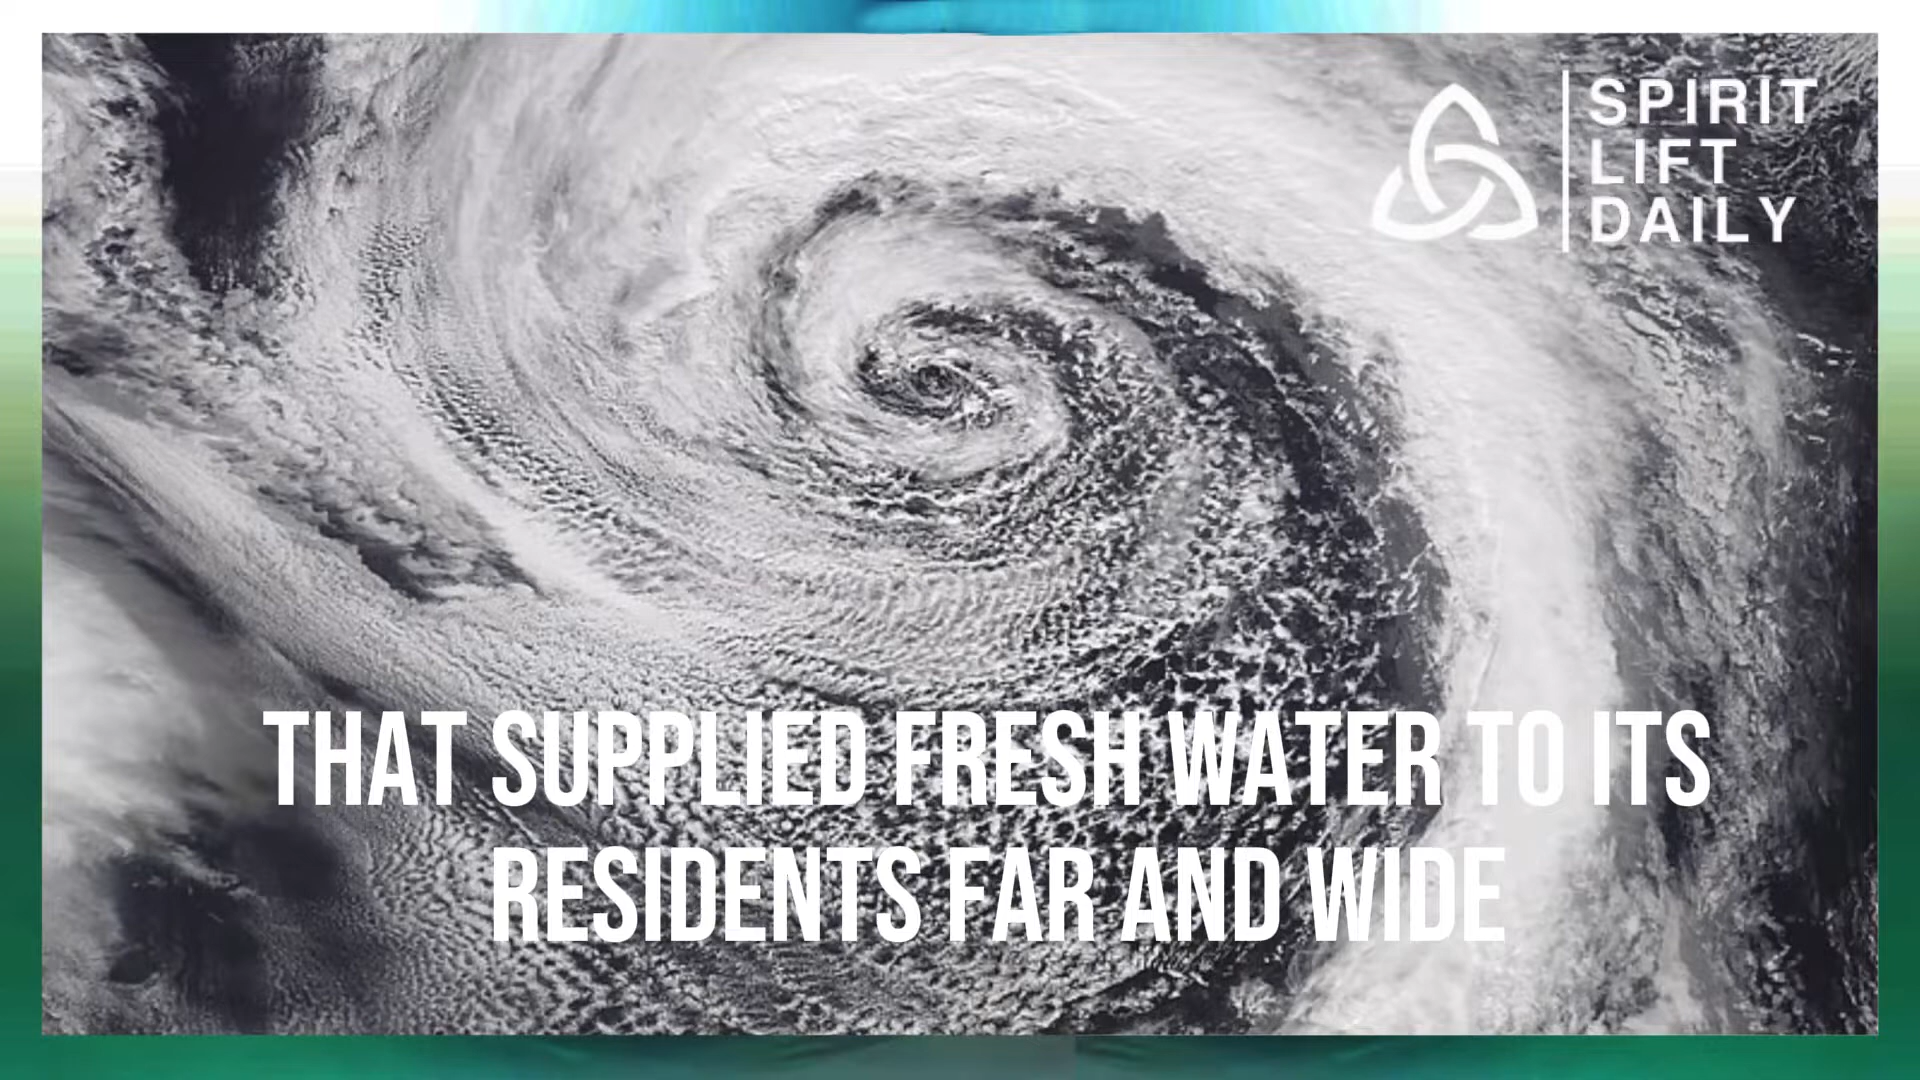 SPIRIT
LIFT
DAILY
THAT SUPPLIED FRESH WATER TO ITS
RESIDENTS FAR AND WIDE